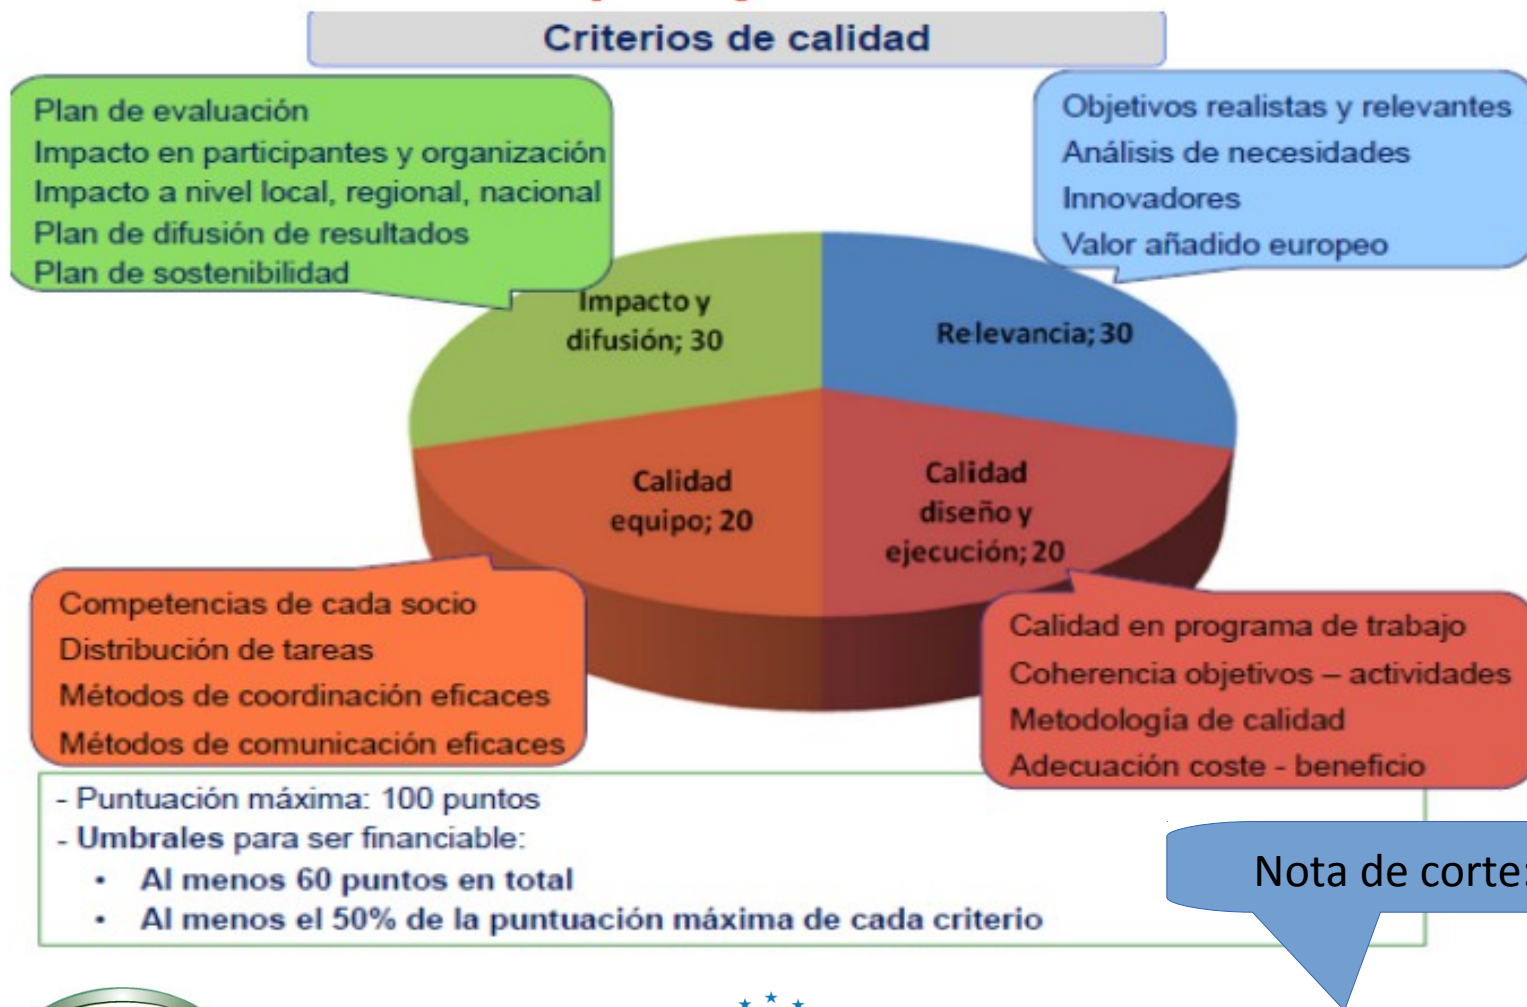 Criterios de calidad
Plan de evaluación
Impacto en participantes y organización
Impacto a nivel local, regional, nacional
Plan de difusión de resultados
Plan de sostenibilidad
Objetivos realistas y relevantes
Análisis de necesidades
Innovadores
Valor añadido europeo
Impacto y
difusión; 30
Relevancia; 30
Calidad
equipo; 20
Calidad
diseño y
ejecución; 20
Competencias de cada socio
Distribución de tareas
Métodos de coordinación eficaces
Métodos de comunicación eficaces
Calidad en programa de trabajo
Coherencia objetivos – actividades
Metodología de calidad
Adecuación coste - beneficio
- Puntuación máxima: 100 puntos
- Umbrales para ser financiable:
• Al menos 60 puntos en total
• Al menos el 50% de la puntuación máxima de cada criterio
Nota de corte: